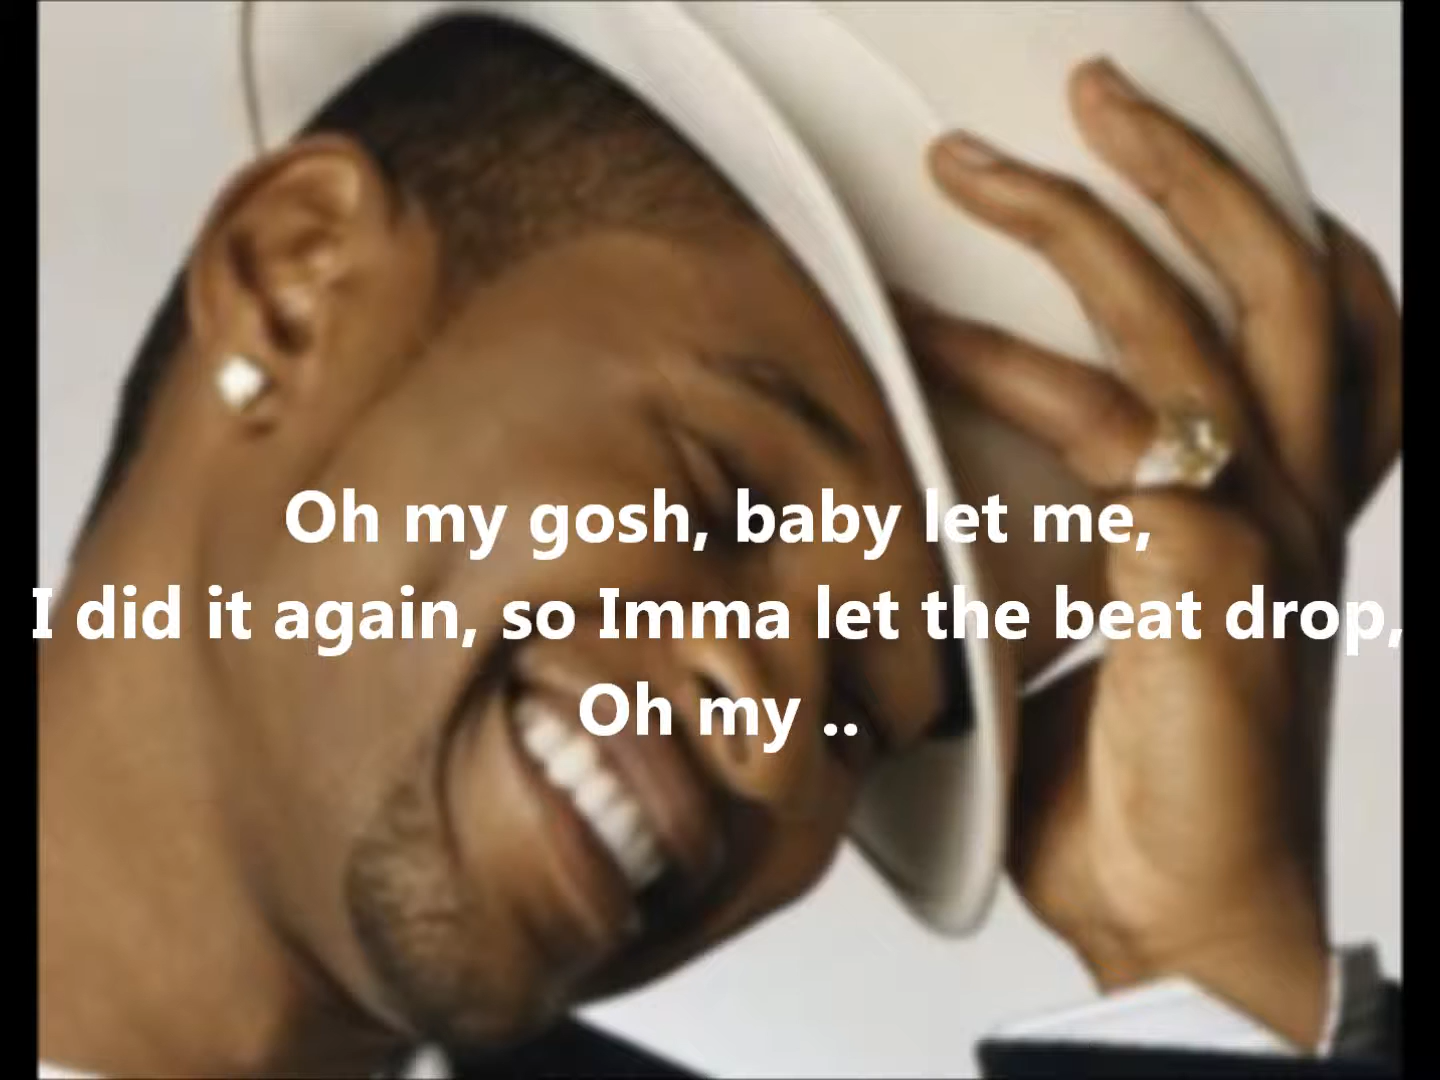 Oh my gosh, baby let me,
I did it again, so Imma let the beat drop,
Oh my ..